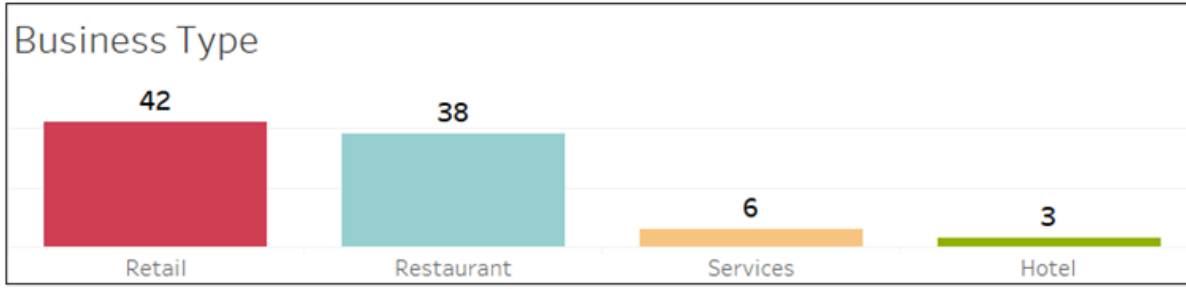 Business Type
42
38
6
3
Retail
Restaurant
Services
Hotel